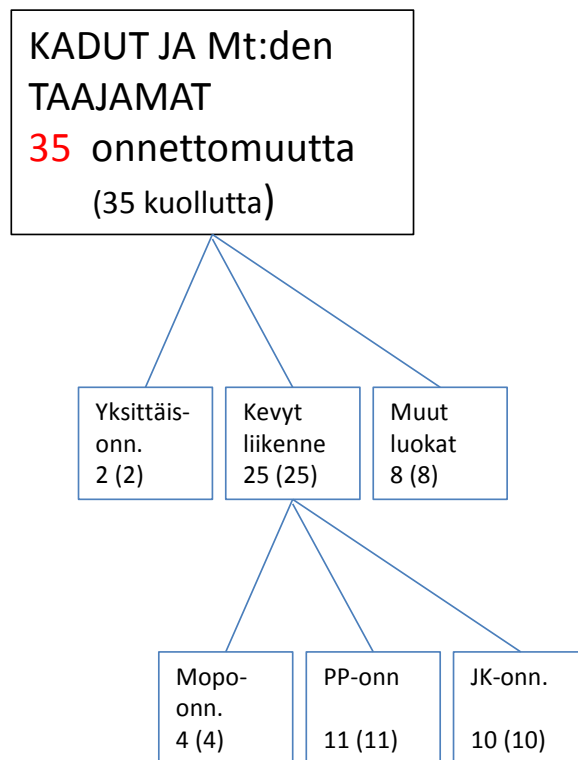 KADUT JA Mt:den
TAAJAMAT
35 onnettomuutta
(35 kuollutta)
Yksittäis-
onn.
2 (2)
Kevyt
liikenne
25 (25)
Muut
luokat
8 (8)
Mopo-
onn.
4 (4)
PP-onn
11 (11)
JK-onn.
10 (10)